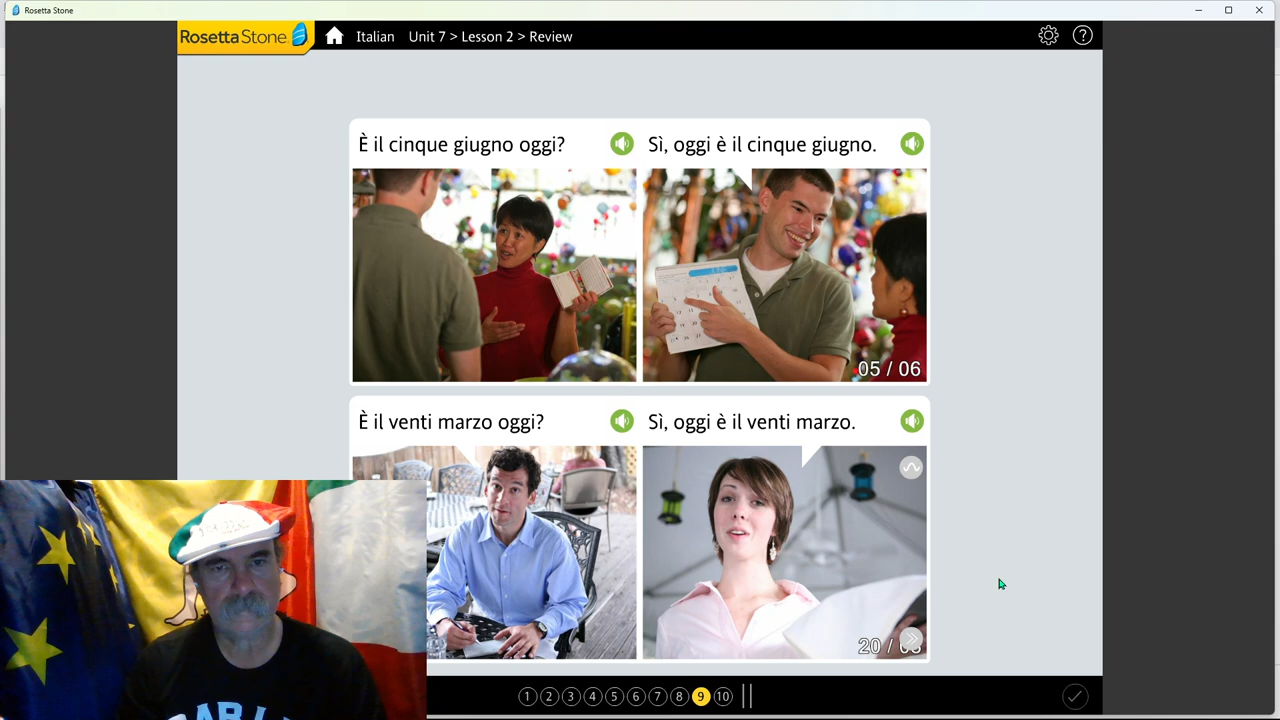 Rosetta Stone
RosettaStone
Italian
Unit 7 > Lesson 2 > Review
È il cinque giugno oggi?
Sì, oggi è il cinque giugno.
05 / 06
È il venti marzo oggi?
Sì, oggi è il venti marzo.
20 /
1 2 3 4 5 6 7 8 9 10